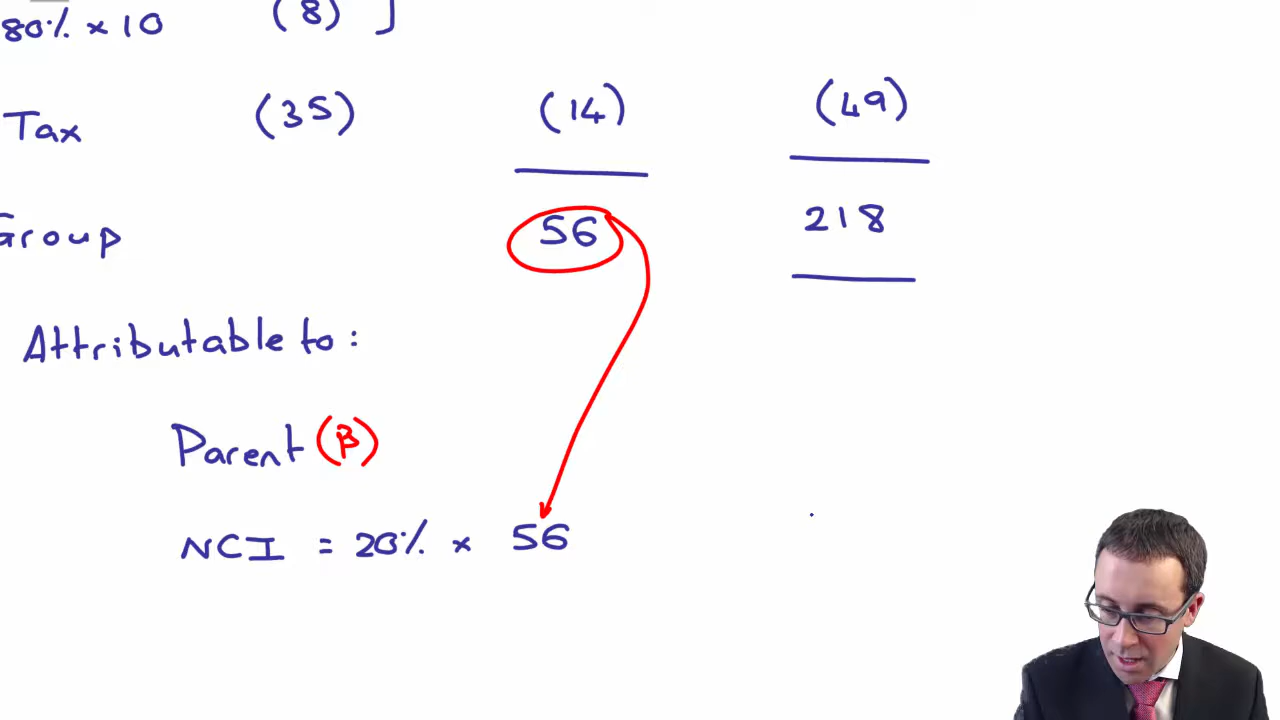 80% × 10 (8) ]
Tax (35) (14) (49)
Group 56 218
Attributable to:
Parent (β)
NCI = 20% × 56